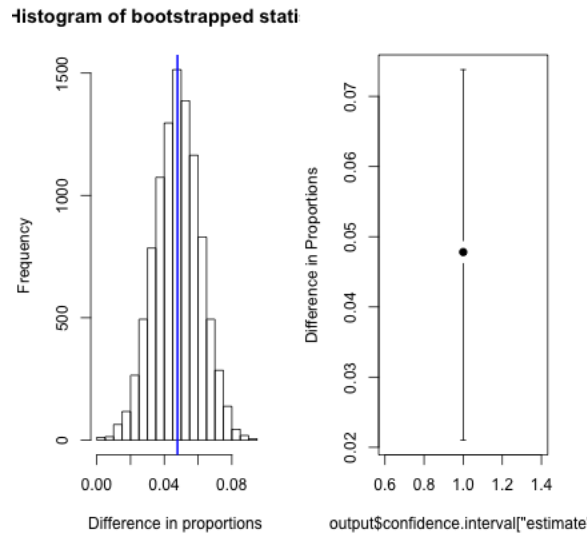 Histogram of bootstrapped stati
Frequency
0
500
1000
1500
0.00 0.04 0.08
Difference in proportions
Difference in Proportions
0.02
0.03
0.04
0.05
0.06
0.07
0.6 0.8 1.0 1.2 1.4
output$confidence.interval["estimate